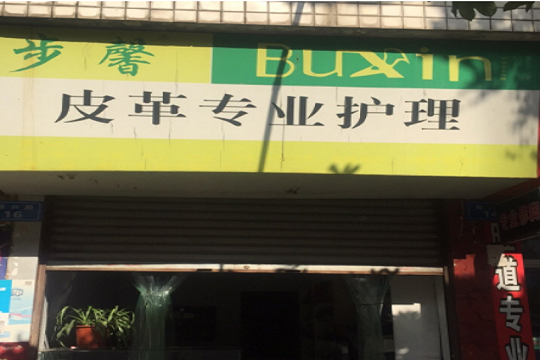 步馨 Buxin
皮革专业护理
16
道专业